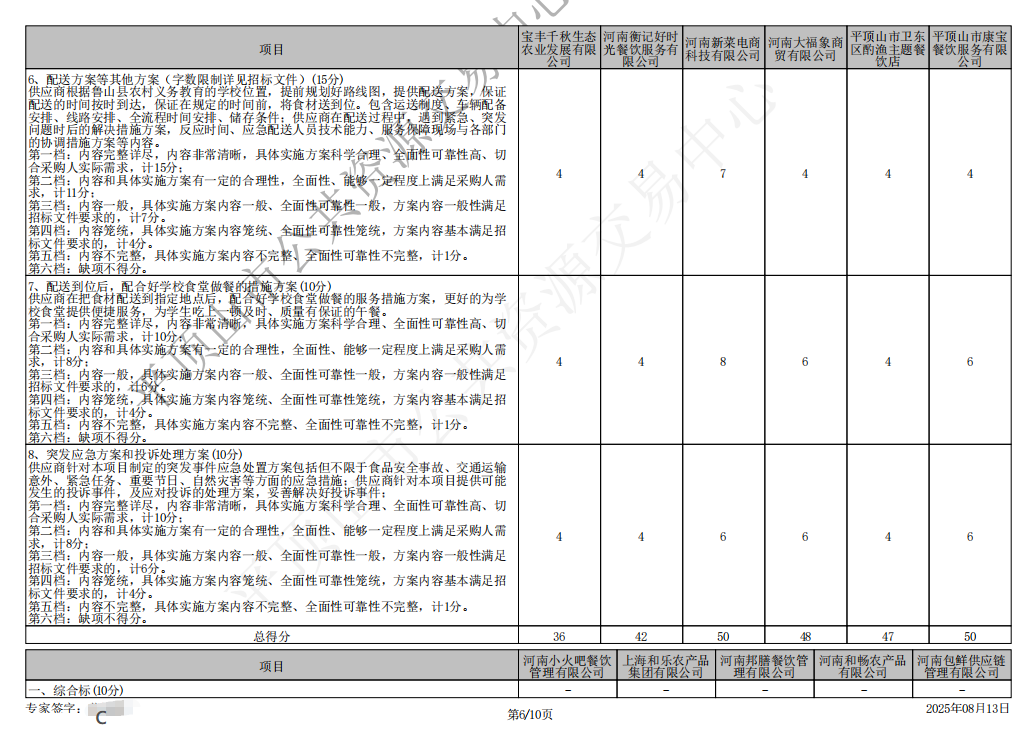 项目
宝丰千秋生态
农业发展有限
公司
河南衡记好时
光餐饮服务有
限公司
河南新菜电商
科技有限公司
河南大福象商
贸有限公司
平顶山市卫东
区酌渔主题餐
饮店
平顶山市康宝
餐饮服务有限
公司
6、配送方案等其他方案（字数限制详见招标文件）(15分)
供应商根据鲁山县农村义务教育的学校位置，提前规划好路线图，提供配送方案，保证
配送的时间按时到达，保证在规定的时间前，将食材送到位。包含运送制度、车辆配备
安排、线路安排、全流程时间安排、储存条件；供应商在配送过程中，遇到紧急、突发
问题时后的解决措施方案，反应时间、应急配送人员技术能力、服务保障现场与各部门
的协调措施方案等内容。
第一档：内容完整详尽，内容非常清晰，具体实施方案科学合理、全面性可靠性高、切
合采购人实际需求，计15分；
第二档：内容和具体实施方案有一定的合理性，全面性、能够一定程度上满足采购人需
求，计11分；
第三档：内容一般，具体实施方案内容一般、全面性可靠性一般，方案内容一般性满足
招标文件要求的，计7分。
第四档：内容笼统，具体实施方案内容笼统、全面性可靠性笼统，方案内容基本满足招
标文件要求的，计4分。
第五档：内容不完整，具体实施方案内容不完整、全面性可靠性不完整，计1分。
第六档：缺项不得分。
4 4 7 4 4 4
7、配送到位后，配合好学校食堂做餐的措施方案(10分)
供应商在把食材配送到指定地点后，配合好学校食堂做餐的服务措施方案，更好的为学
校食堂提供便捷服务，为学生吃上一顿及时、质量有保证的午餐。
第一档：内容完整详尽，内容非常清晰，具体实施方案科学合理、全面性可靠性高、切
合采购人实际需求，计10分；
第二档：内容和具体实施方案有一定的合理性，全面性、能够一定程度上满足采购人需
求，计8分；
第三档：内容一般，具体实施方案内容一般、全面性可靠性一般，方案内容一般性满足
招标文件要求的，计6分。
第四档：内容笼统，具体实施方案内容笼统、全面性可靠性笼统，方案内容基本满足招
标文件要求的，计4分。
第五档：内容不完整，具体实施方案内容不完整、全面性可靠性不完整，计1分。
第六档：缺项不得分。
4 4 8 6 4 6
8、突发应急方案和投诉处理方案(10分)
供应商针对本项目制定的突发事件应急处置方案包括但不限于食品安全事故、交通运输
意外、紧急任务、重要节日、自然灾害等方面的应急措施；供应商针对本项目提供可能
发生的投诉事件，及应对投诉的处理方案，妥善解决好投诉事件；
第一档：内容完整详尽，内容非常清晰，具体实施方案科学合理、全面性可靠性高、切
合采购人实际需求，计10分；
第二档：内容和具体实施方案有一定的合理性，全面性、能够一定程度上满足采购人需
求，计8分；
第三档：内容一般，具体实施方案内容一般、全面性可靠性一般，方案内容一般性满足
招标文件要求的，计6分。
第四档：内容笼统，具体实施方案内容笼统、全面性可靠性笼统，方案内容基本满足招
标文件要求的，计4分。
第五档：内容不完整，具体实施方案内容不完整、全面性可靠性不完整，计1分。
第六档：缺项不得分。
4 4 6 6 4 6
总得分 36 42 50 48 47 50
项目
河南小火吧餐饮
管理有限公司
上海和乐农产品
集团有限公司
河南邦膳餐饮管
理有限公司
河南和畅农产品
有限公司
河南包鲜供应链
管理有限公司
一、综合标(10分) - - - - -
专家签字： C
第6/10页
2025年08月13日
平顶山市公共资源交易中心
平顶山市公共资源交易中心